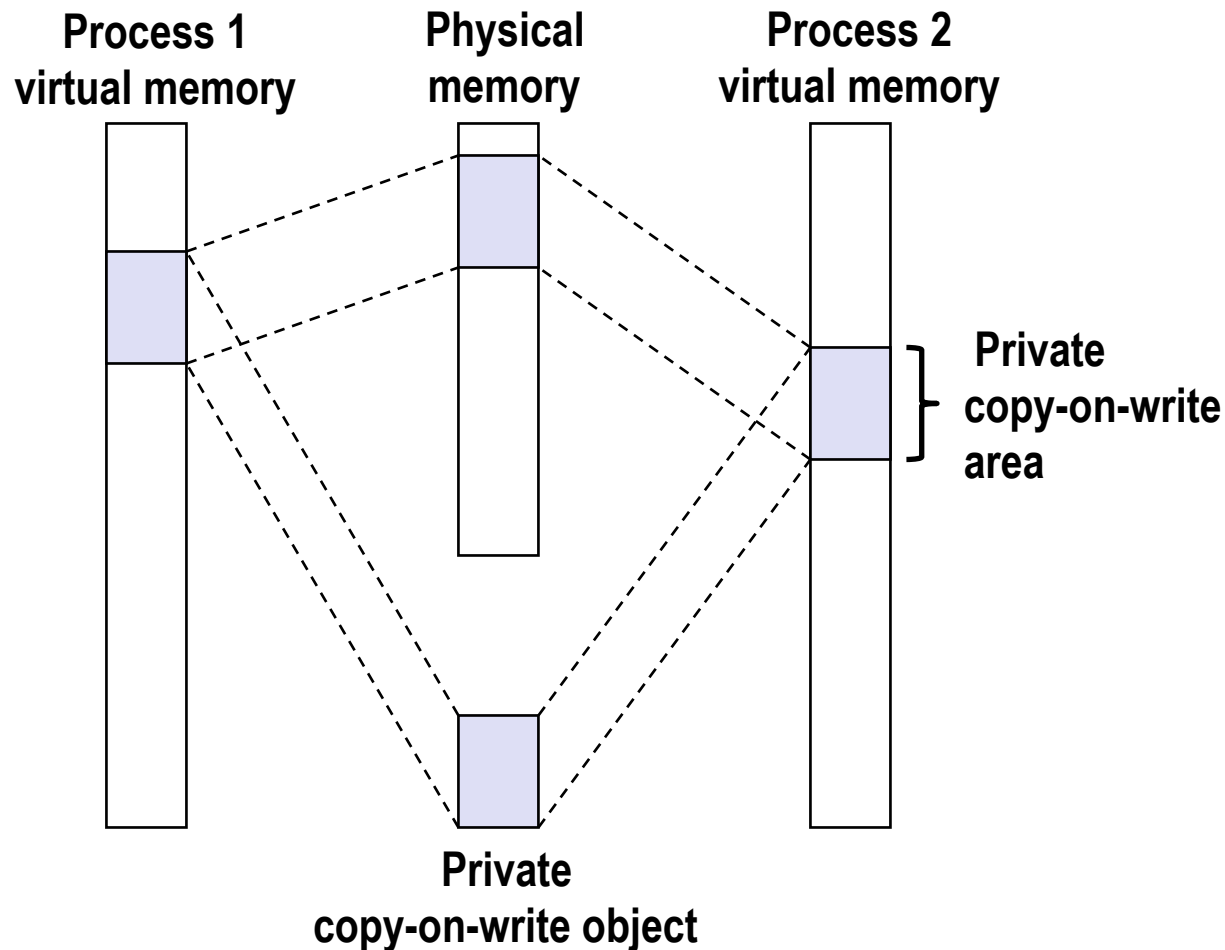 Process 1
virtual memory
Physical
memory
Process 2
virtual memory
Private
copy-on-write
area
Private
copy-on-write object